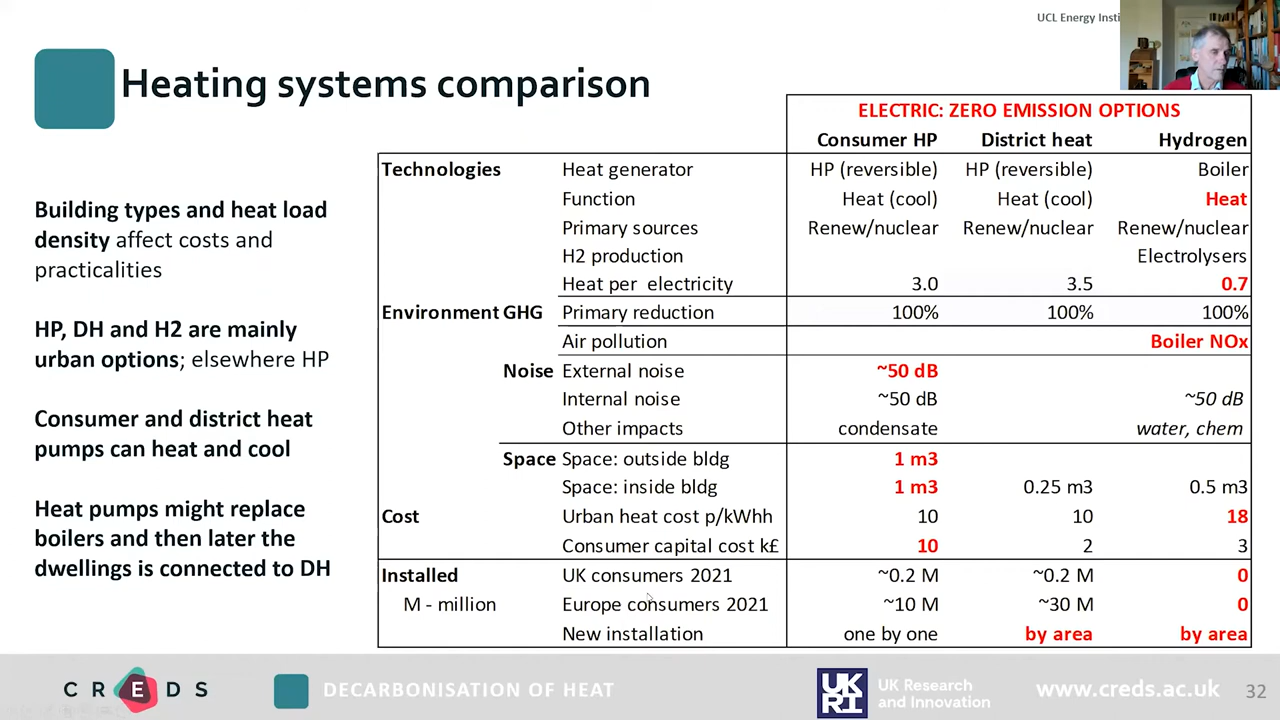 UCL Energy Insti
Heating systems comparison
Building types and heat load
density affect costs and
practicalities
HP, DH and H2 are mainly
urban options; elsewhere HP
Consumer and district heat
pumps can heat and cool
Heat pumps might replace
boilers and then later the
dwellings is connected to DH
ELECTRIC: ZERO EMISSION OPTIONS
Consumer HP District heat Hydrogen
Technologies Heat generator HP (reversible) HP (reversible) Boiler
Function Heat (cool) Heat (cool) Heat
Primary sources Renew/nuclear Renew/nuclear Renew/nuclear
H2 production Electrolysers
Heat per electricity 3.0 3.5 0.7
Environment GHG Primary reduction 100% 100% 100%
Air pollution Boiler NOx
Noise External noise ~50 dB
Internal noise ~50 dB ~50 dB
Other impacts condensate water, chem
Space Space: outside bldg 1 m3
Space: inside bldg 1 m3 0.25 m3 0.5 m3
Cost Urban heat cost p/kWhh 10 10 18
Consumer capital cost k£ 10 2 3
Installed UK consumers 2021 ~0.2 M ~0.2 M 0
M - million Europe consumers 2021 ~10 M ~30 M 0
New installation one by one by area by area
CREDS DECARBONISATION OF HEAT UKRI UK Research
and Innovation www.creds.ac.uk 32